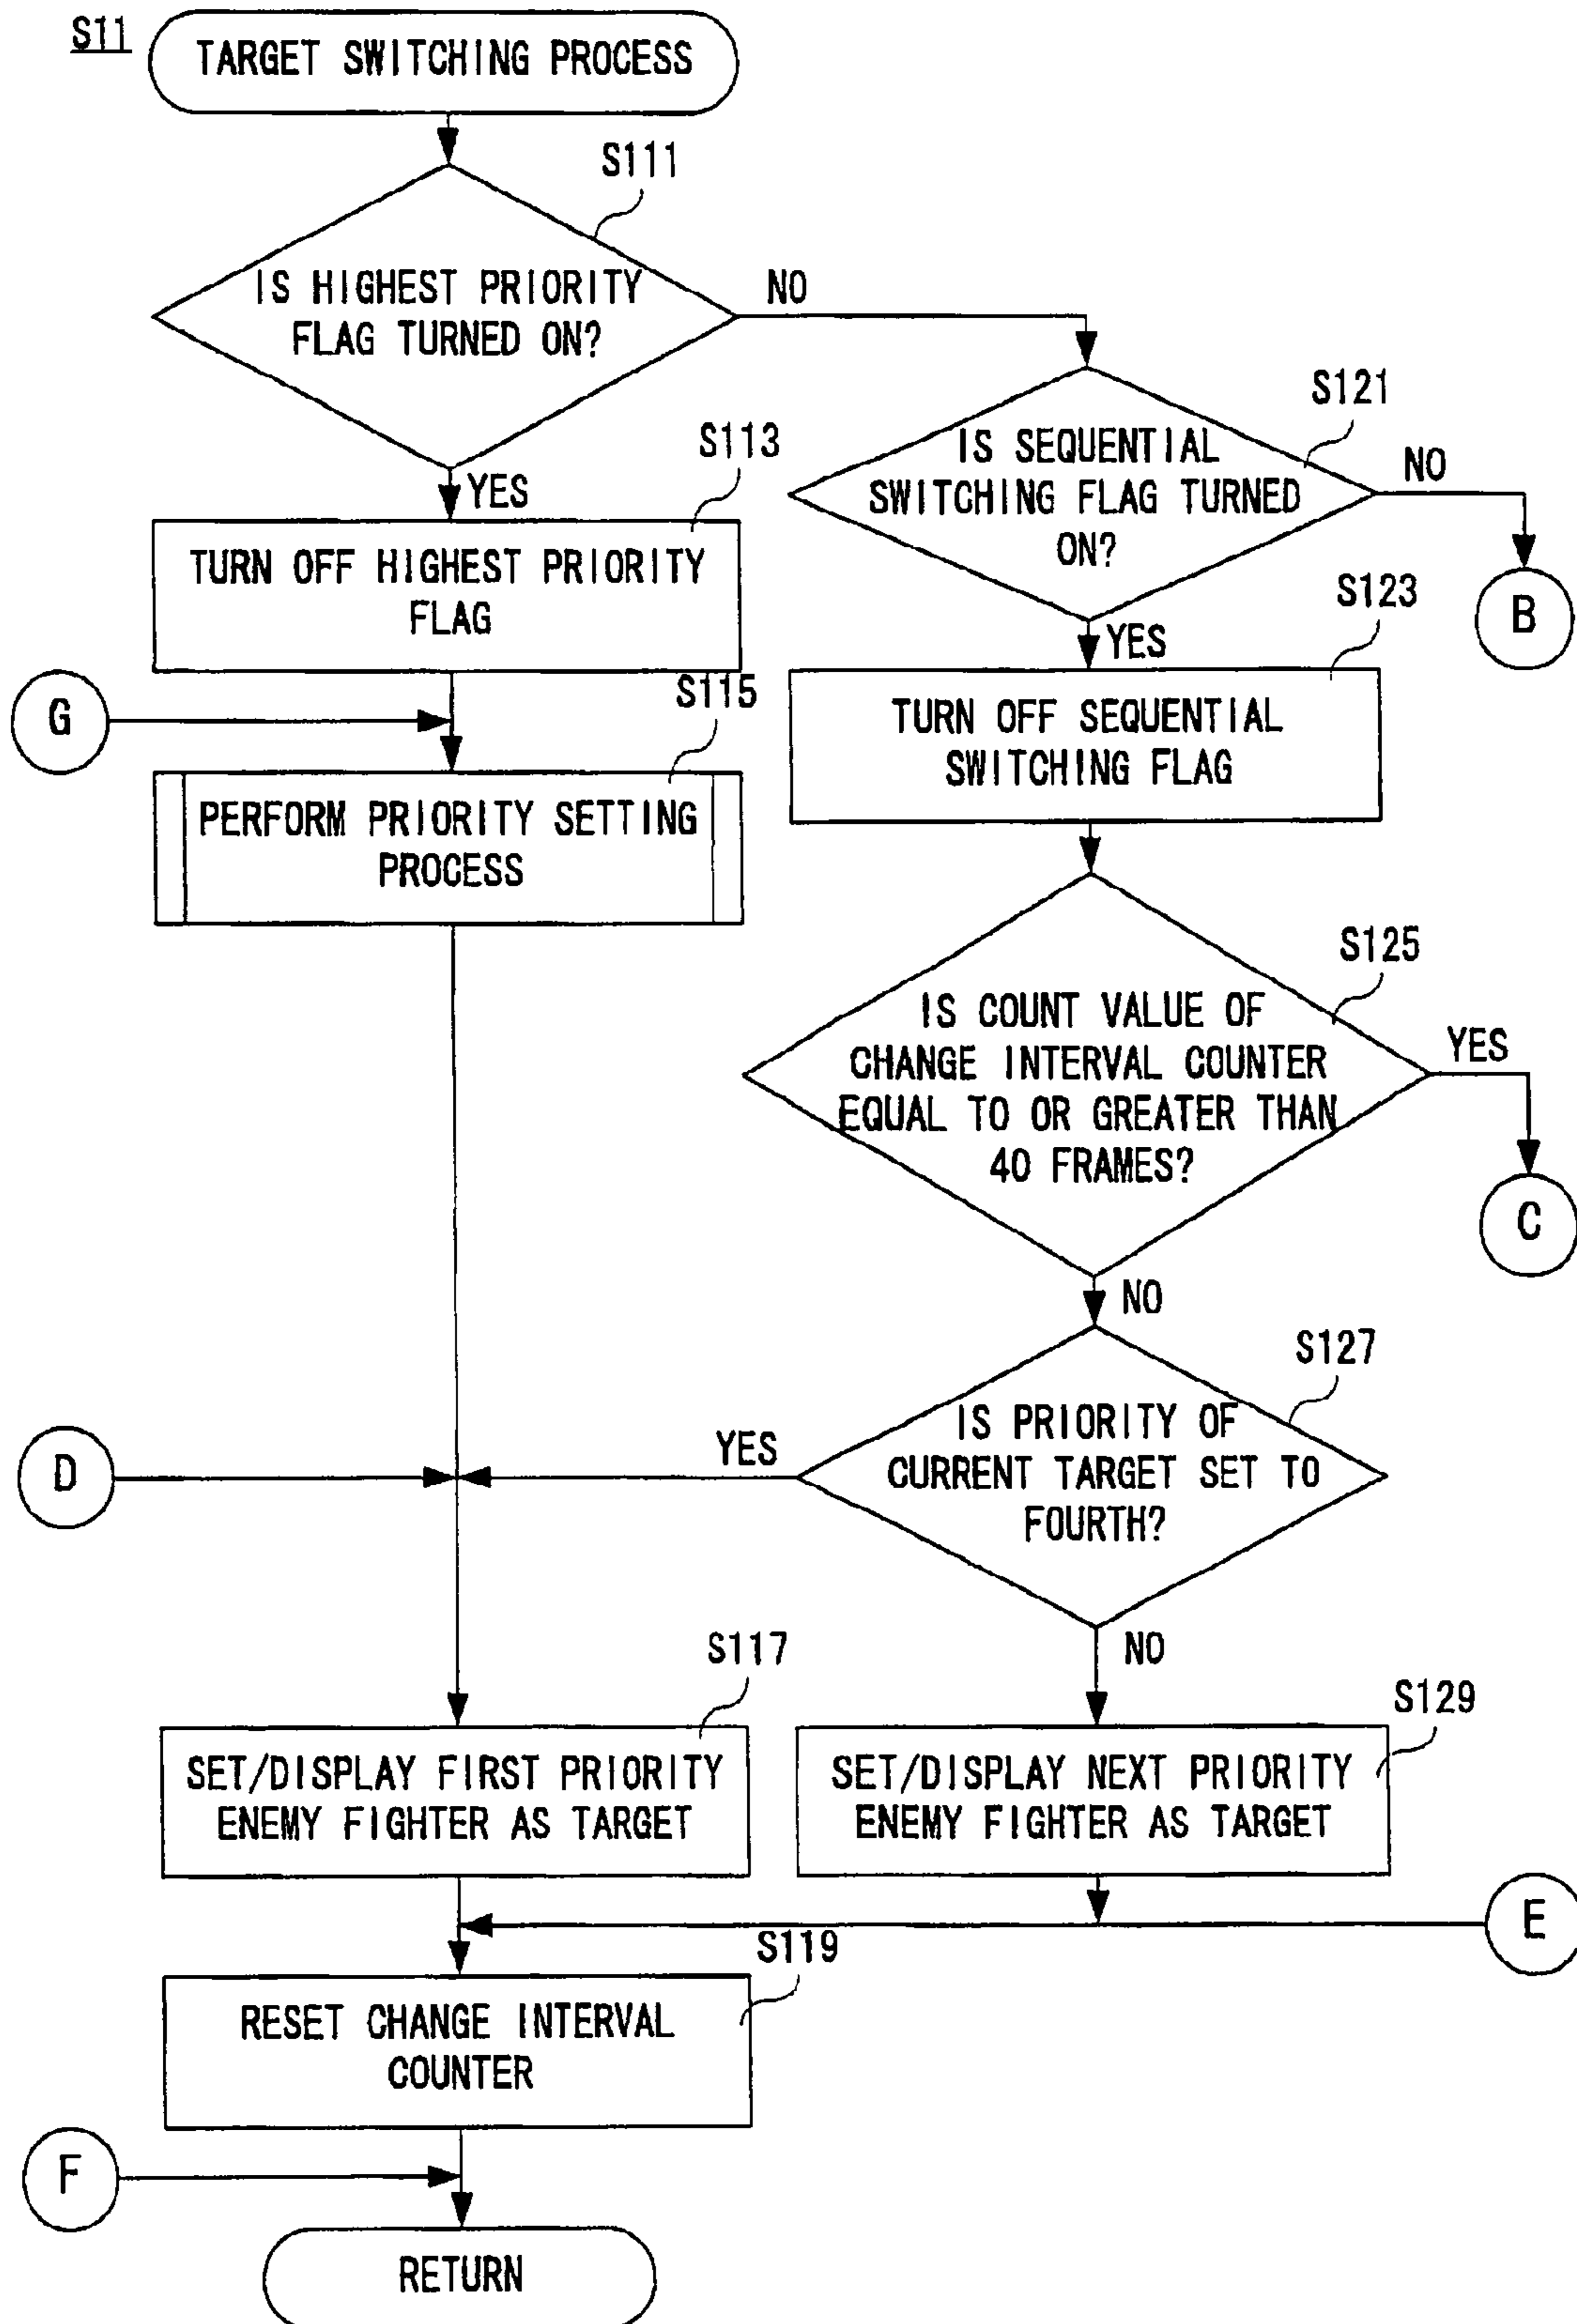 S11
TARGET SWITCHING PROCESS
S111
IS HIGHEST PRIORITY
FLAG TURNED ON?
NO
YES
S113
TURN OFF HIGHEST PRIORITY
FLAG
G
S115
PERFORM PRIORITY SETTING
PROCESS
S121
IS SEQUENTIAL
SWITCHING FLAG TURNED
ON?
NO
B
YES
S123
TURN OFF SEQUENTIAL
SWITCHING FLAG
S125
IS COUNT VALUE OF
CHANGE INTERVAL COUNTER
EQUAL TO OR GREATER THAN
40 FRAMES?
YES
C
NO
S127
IS PRIORITY OF
CURRENT TARGET SET TO
FOURTH?
YES
D
NO
S117
SET/DISPLAY FIRST PRIORITY
ENEMY FIGHTER AS TARGET
S129
SET/DISPLAY NEXT PRIORITY
ENEMY FIGHTER AS TARGET
E
S119
RESET CHANGE INTERVAL
COUNTER
F
RETURN